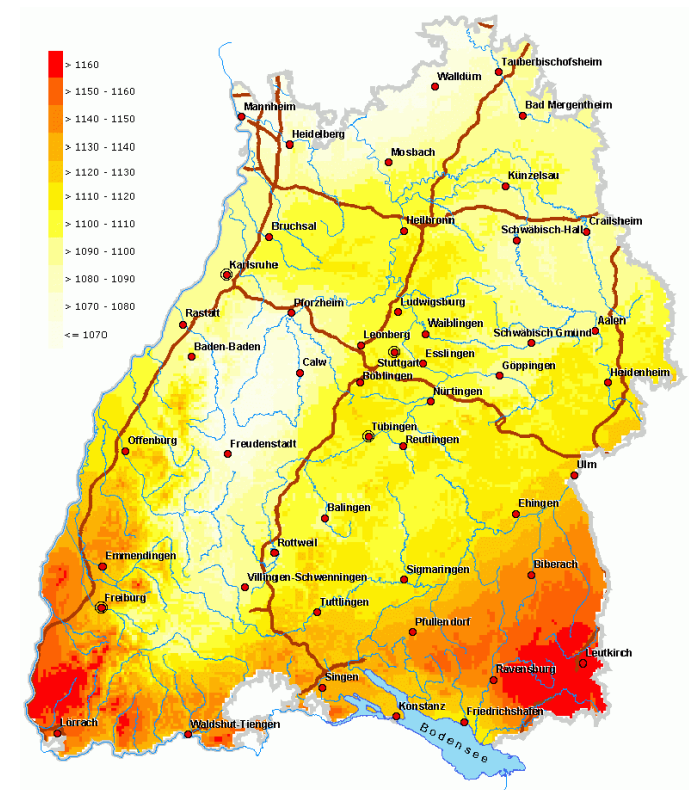 > 1160
> 1150 - 1160
> 1140 - 1150
> 1130 - 1140
> 1120 - 1130
> 1110 - 1120
> 1100 - 1110
> 1090 - 1100
> 1080 - 1090
> 1070 - 1080
<= 1070
Tauberbischofsheim
Walldürn
Bad Mergentheim
Mannheim
Heidelberg
Mosbach
Künzelsau
Heilbronn
Crailsheim
Schwäbisch-Hall
Bruchsal
Karlsruhe
Pforzheim
Ludwigsburg
Rastatt
Waiblingen
Schwäbisch Gmünd
Aalen
Leonberg
Baden-Baden
Stuttgart
Esslingen
Calw
Göppingen
Heidenheim
Böblingen
Nürtingen
Tübingen
Reutlingen
Offenburg
Freudenstadt
Ulm
Balingen
Ehingen
Rottweil
Emmendingen
Villingen-Schwenningen
Sigmaringen
Biberach
Freiburg
Tuttlingen
Pfullendorf
Leutkirch
Ravensburg
Singen
Konstanz
Friedrichshafen
Lörrach
Waldshut-Tiengen
Bodensee